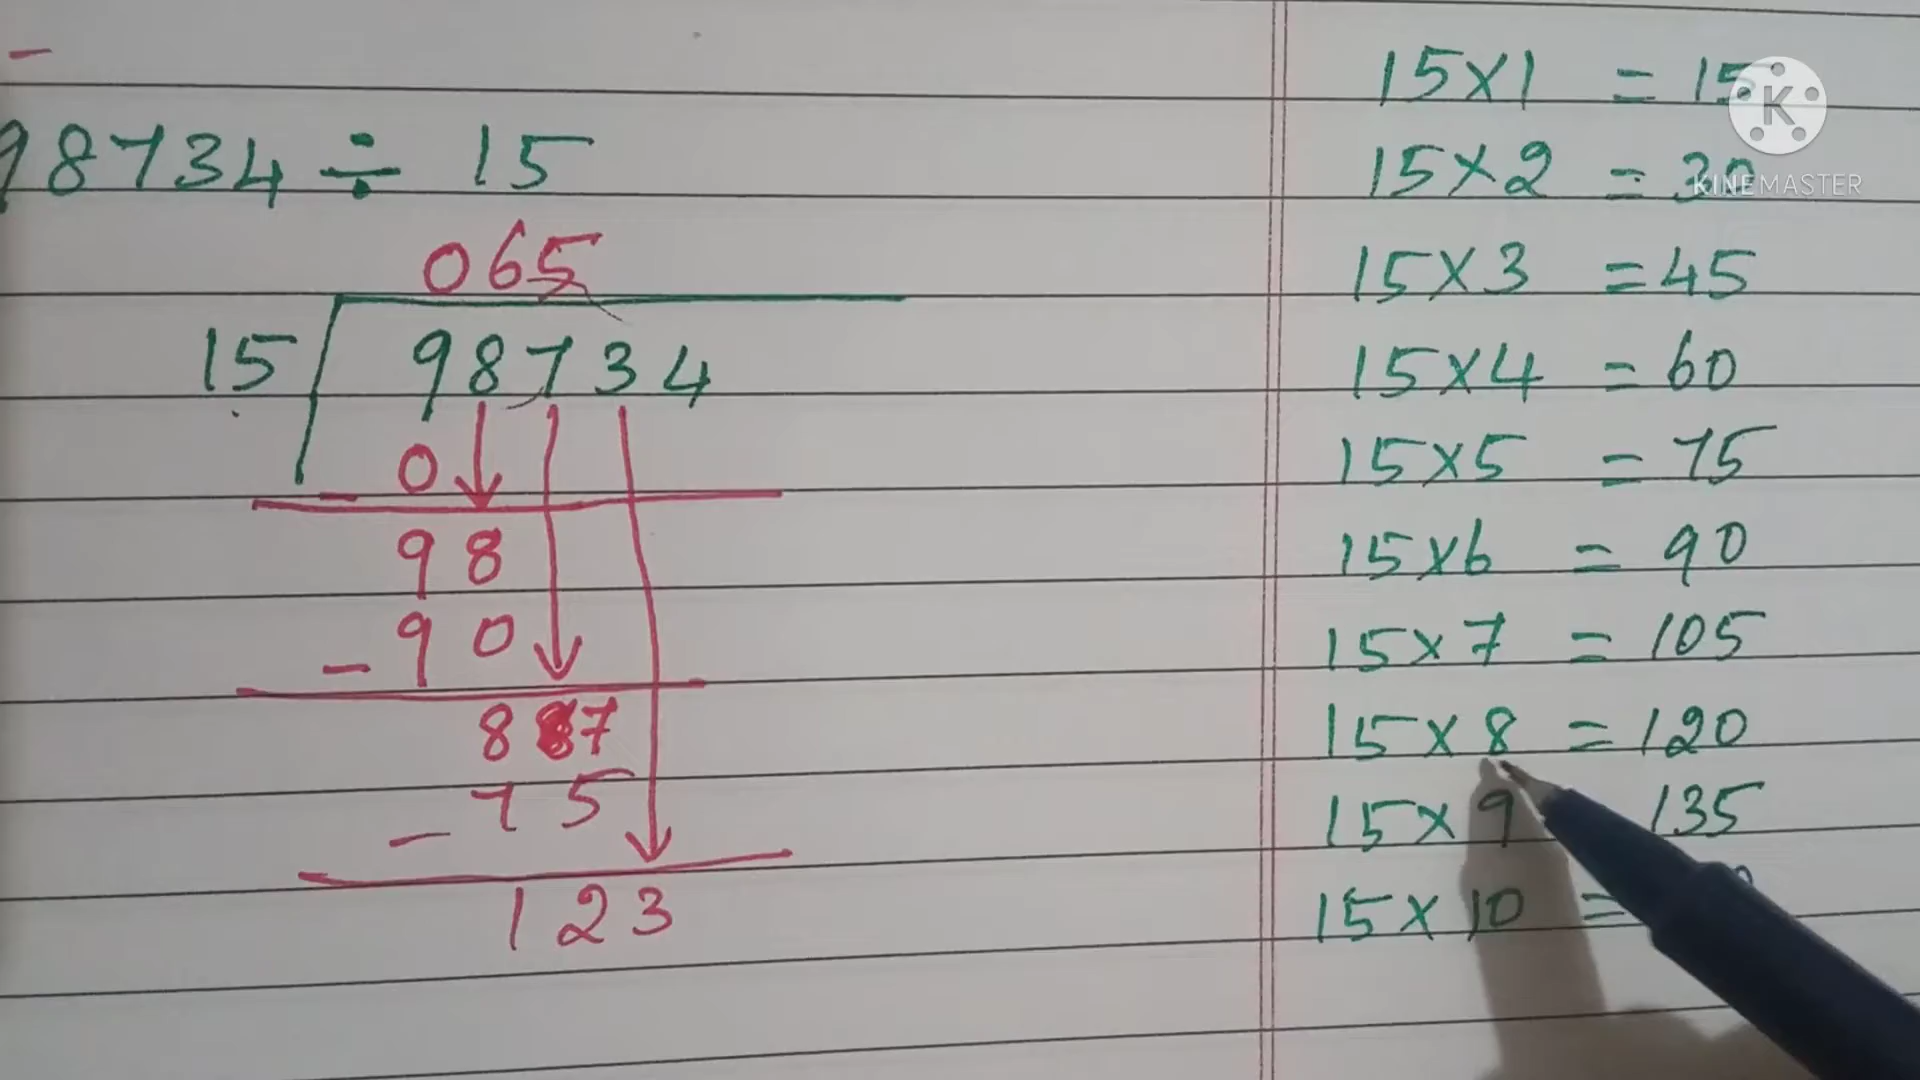 98734 ÷ 15
065
15 98734
0
98
- 90
87
- 75
123
15×1 = 15
15×2 = 30
15×3 = 45
15×4 = 60
15×5 = 75
15×6 = 90
15×7 = 105
15×8 = 120
15×9 135
15×10 =
K
KINEMASTER